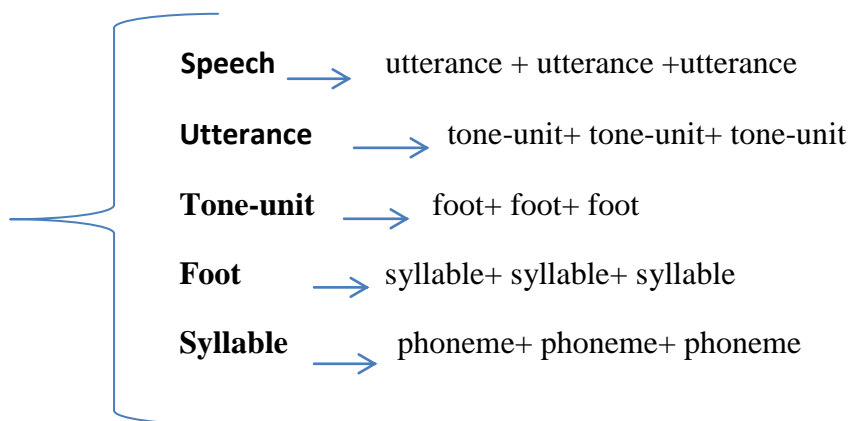 Speech → utterance + utterance +utterance
Utterance → tone-unit+ tone-unit+ tone-unit
Tone-unit → foot+ foot+ foot
Foot → syllable+ syllable+ syllable
Syllable → phoneme+ phoneme+ phoneme